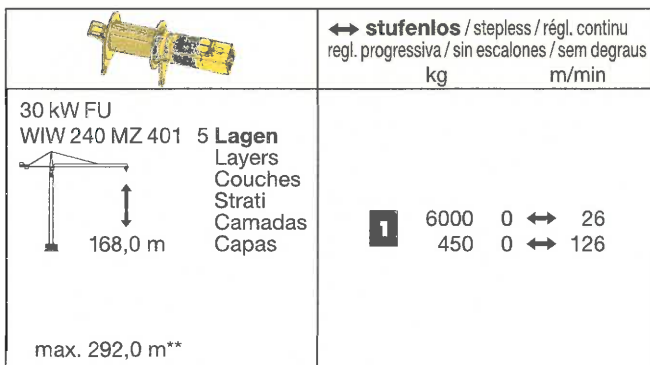 ↔ stufenlos / stepless / régl. continu
regl. progressiva / sin escalones / sem degraus
kg m/min
30 kW FU
WIW 240 MZ 401 5 Lagen
Layers
Couches
Strati
Camadas
168,0 m Capas
1 6000 0 ↔ 26
450 0 ↔ 126
max. 292,0 m**